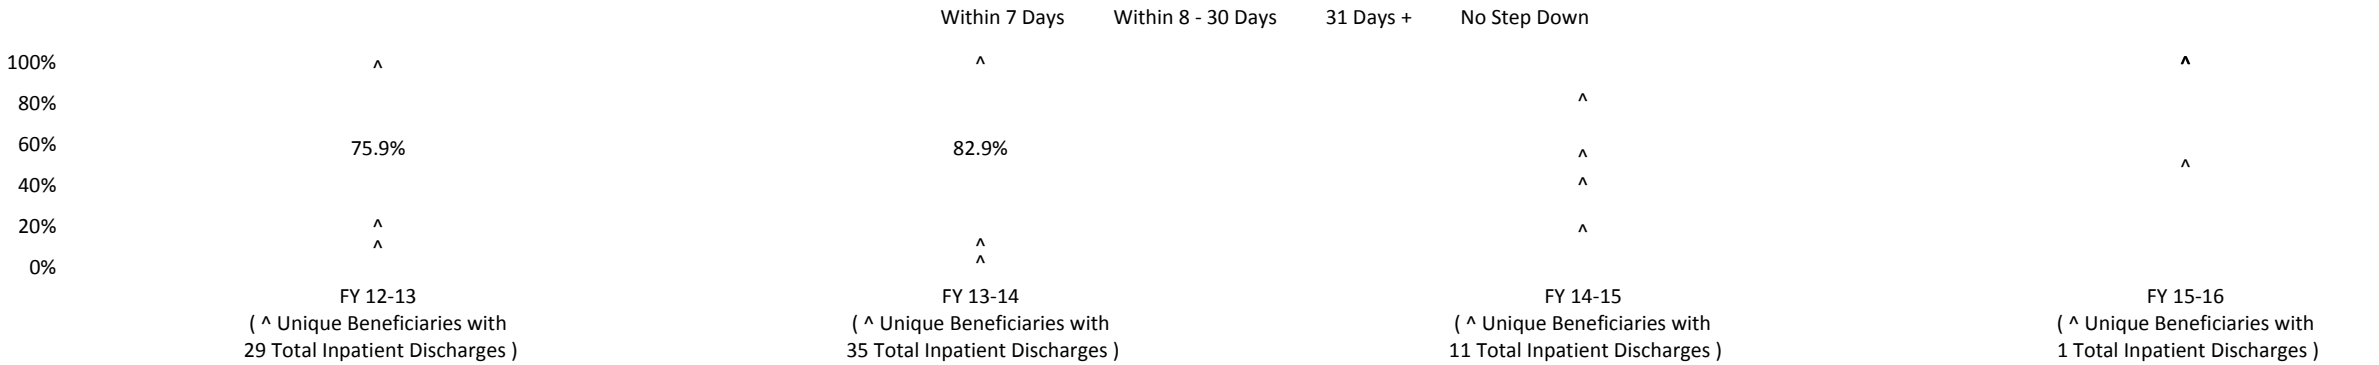 Within 7 Days Within 8 - 30 Days 31 Days + No Step Down
100% ^ ^ ^
80% ^
60% 75.9% 82.9% ^ ^
40% ^
20% ^ ^
^ ^
0% ^
FY 12-13 FY 13-14 FY 14-15 FY 15-16
( ^ Unique Beneficiaries with ( ^ Unique Beneficiaries with ( ^ Unique Beneficiaries with ( ^ Unique Beneficiaries with
29 Total Inpatient Discharges ) 35 Total Inpatient Discharges ) 11 Total Inpatient Discharges ) 1 Total Inpatient Discharges )